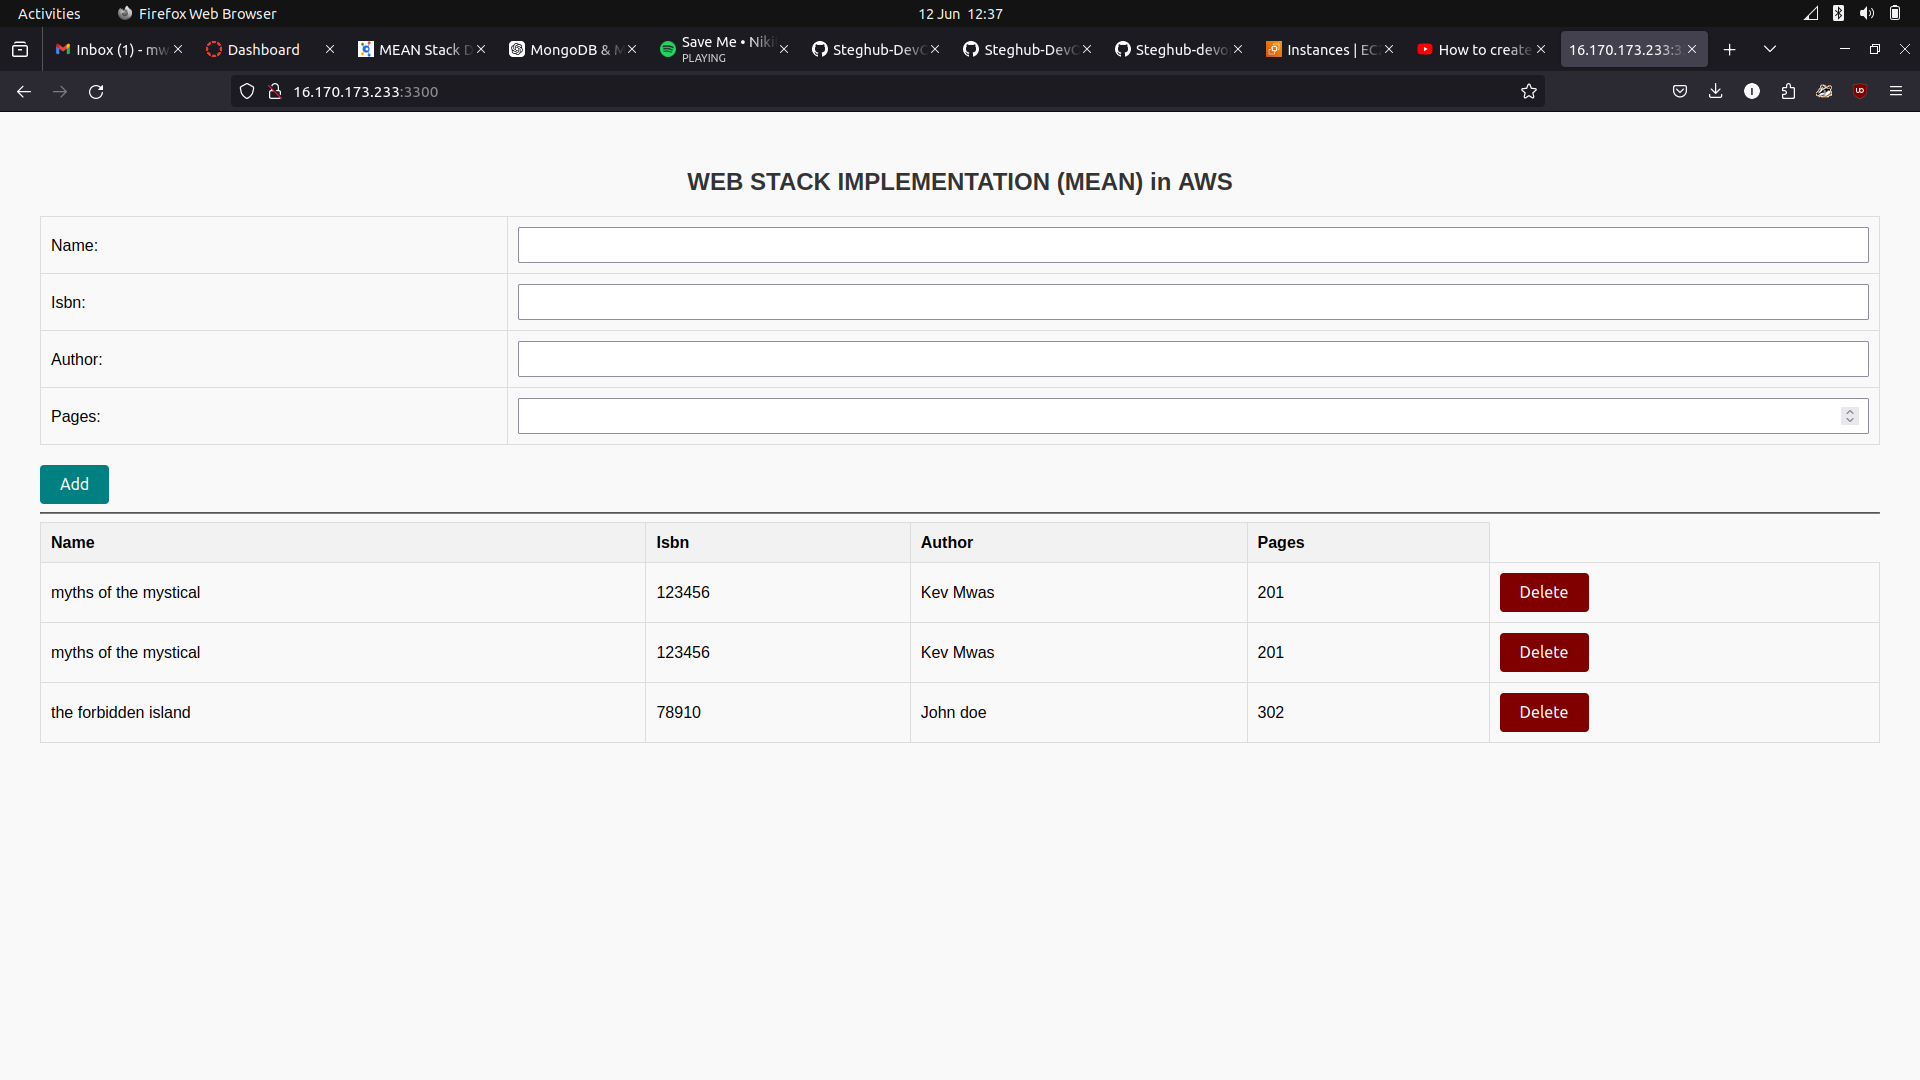 Activities Firefox Web Browser 12 Jun 12:37
Inbox (1) - mw Dashboard MEAN Stack D MongoDB & M Save Me • Niki Steghub-DevO Steghub-DevO Steghub-devo Instances | EC2 How to create 16.170.173.233:3
PLAYING
16.170.173.233:3300
WEB STACK IMPLEMENTATION (MEAN) in AWS
Name:
Isbn:
Author:
Pages:
Add
Name Isbn Author Pages
myths of the mystical 123456 Kev Mwas 201 Delete
myths of the mystical 123456 Kev Mwas 201 Delete
the forbidden island 78910 John doe 302 Delete